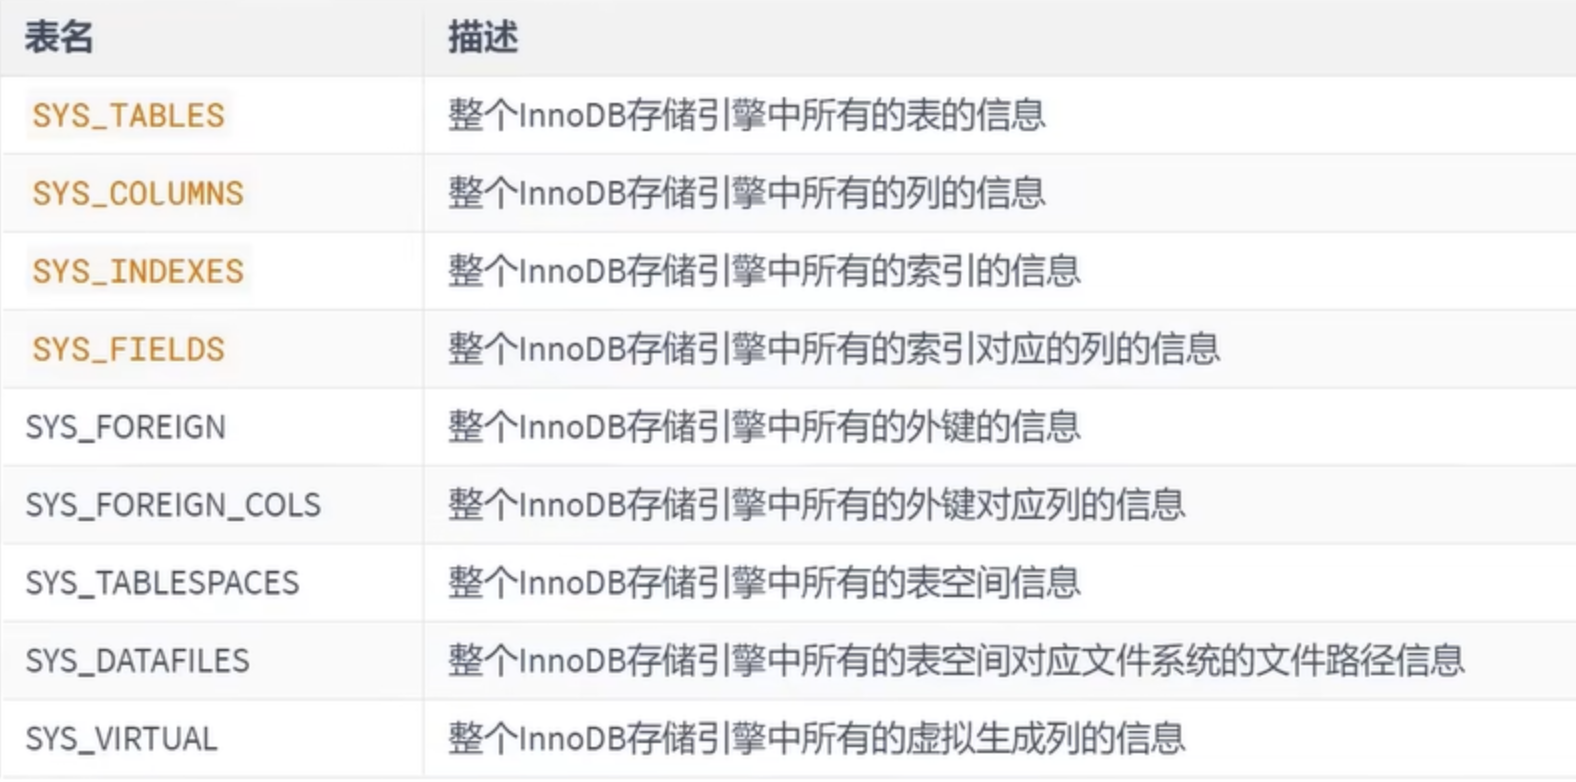 表名 描述
SYS_TABLES 整个InnoDB存储引擎中所有的表的信息
SYS_COLUMNS 整个InnoDB存储引擎中所有的列的信息
SYS_INDEXES 整个InnoDB存储引擎中所有的索引的信息
SYS_FIELDS 整个InnoDB存储引擎中所有的索引对应的列的信息
SYS_FOREIGN 整个InnoDB存储引擎中所有的外键的信息
SYS_FOREIGN_COLS 整个InnoDB存储引擎中所有的外键对应列的信息
SYS_TABLESPACES 整个InnoDB存储引擎中所有的表空间信息
SYS_DATAFILES 整个InnoDB存储引擎中所有的表空间对应文件系统的文件路径信息
SYS_VIRTUAL 整个InnoDB存储引擎中所有的虚拟生成列的信息